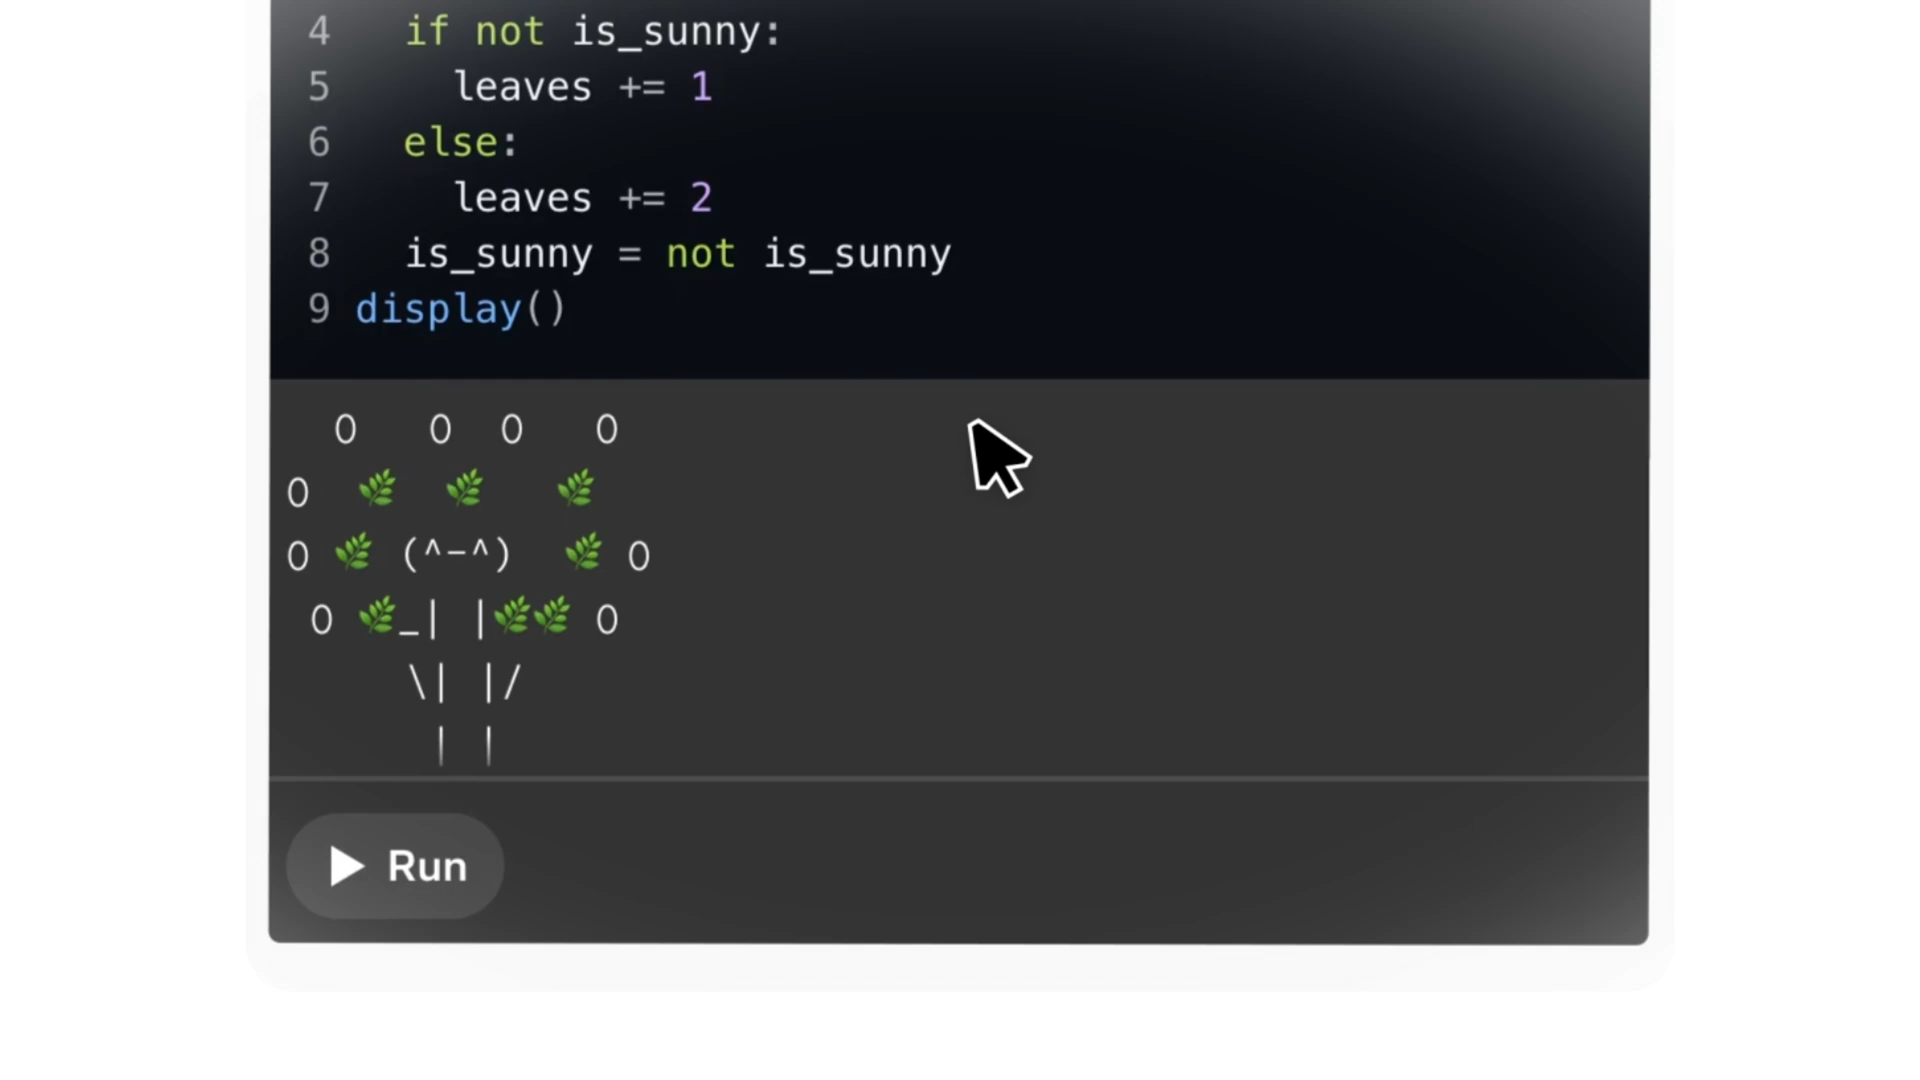 4 if not is_sunny:
5 leaves += 1
6 else:
7 leaves += 2
8 is_sunny = not is_sunny
9 display()
O O O O
O 🌿 🌿 🌿
O 🌿 (^-^) 🌿 O
O 🌿_| |🌿🌿 O
\| |/
| |
Run